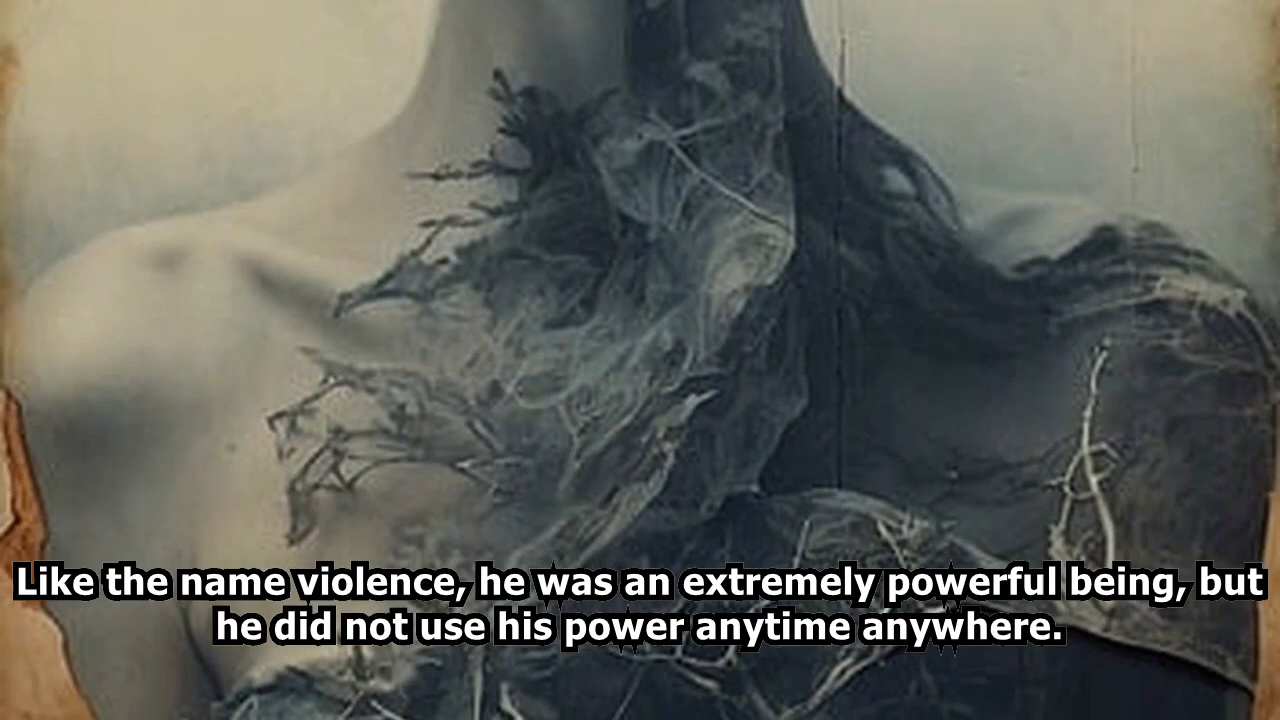 Like the name violence, he was an extremely powerful being, but
he did not use his power anytime anywhere.